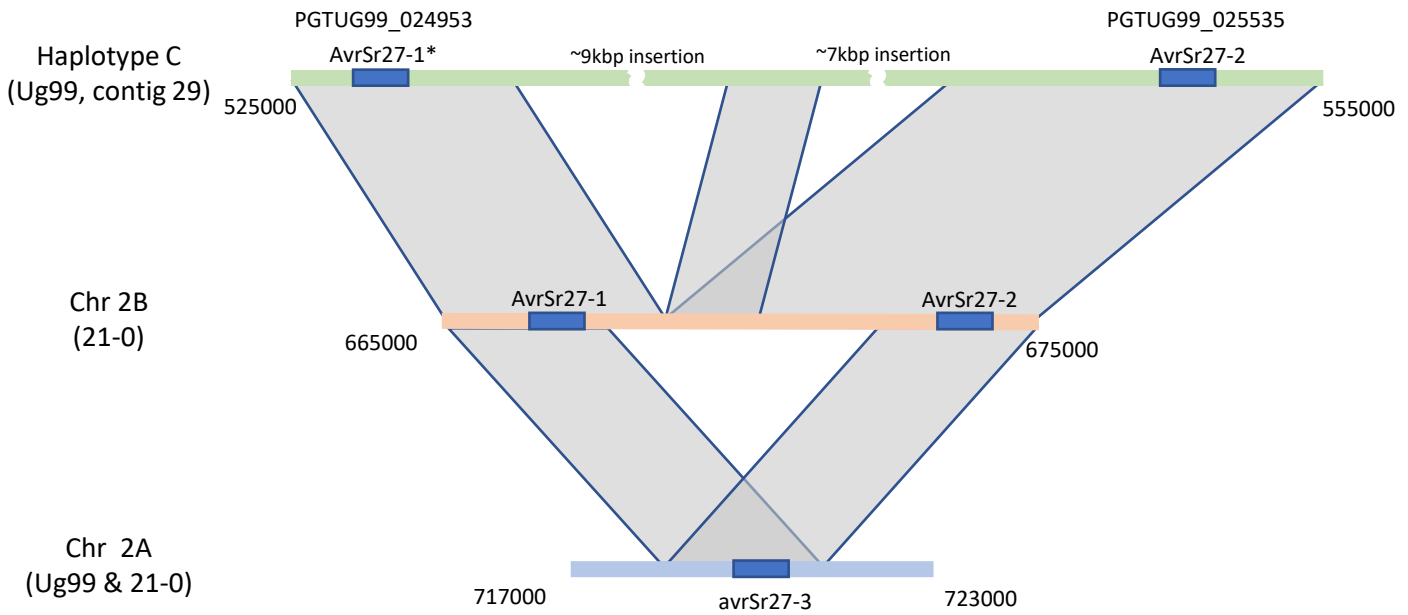 PGTUG99_024953
PGTUG99_025535
Haplotype C
(Ug99, contig 29)
AvrSr27-1*
~9kbp insertion
~7kbp insertion
AvrSr27-2
525000
555000
Chr 2B
(21-0)
AvrSr27-1
AvrSr27-2
665000
675000
Chr 2A
(Ug99 & 21-0)
717000
avrSr27-3
723000